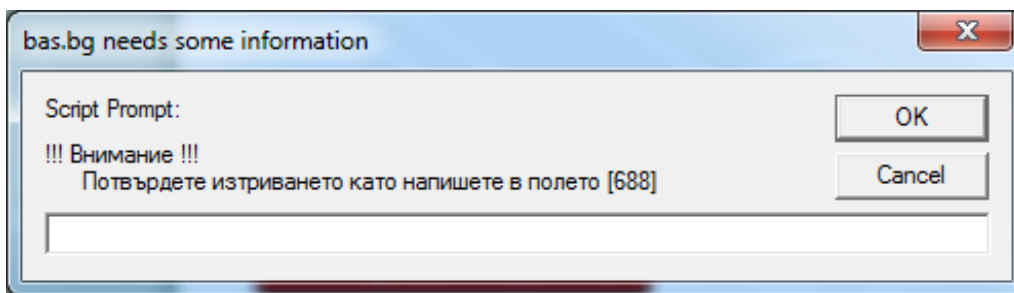 bas.bg needs some information
Script Prompt:
OK
!!! Внимание !!!
Потвърдете изтриването като напишете в полето [688]
Cancel